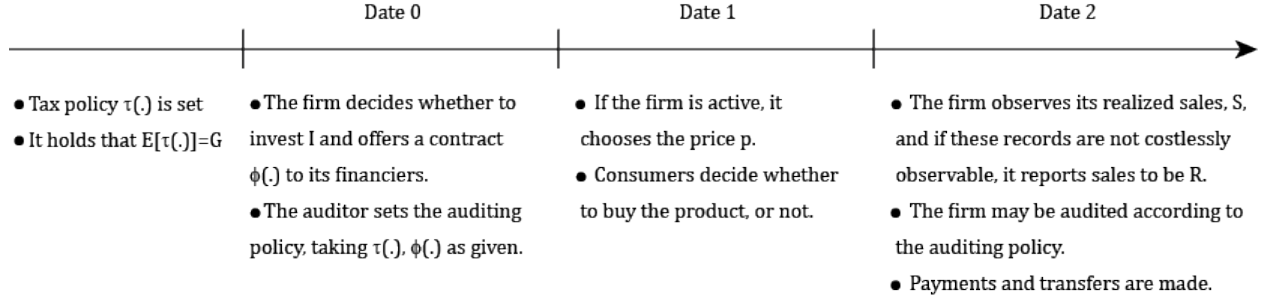 Date 0
Date 1
Date 2
● Tax policy τ(.) is set
● It holds that E[τ(.)]=G
● The firm decides whether to
invest I and offers a contract
ϕ(.) to its financiers.
● The auditor sets the auditing
policy, taking τ(.), ϕ(.) as given.
● If the firm is active, it
chooses the price p.
● Consumers decide whether
to buy the product, or not.
● The firm observes its realized sales, S,
and if these records are not costlessly
observable, it reports sales to be R.
● The firm may be audited according to
the auditing policy.
● Payments and transfers are made.